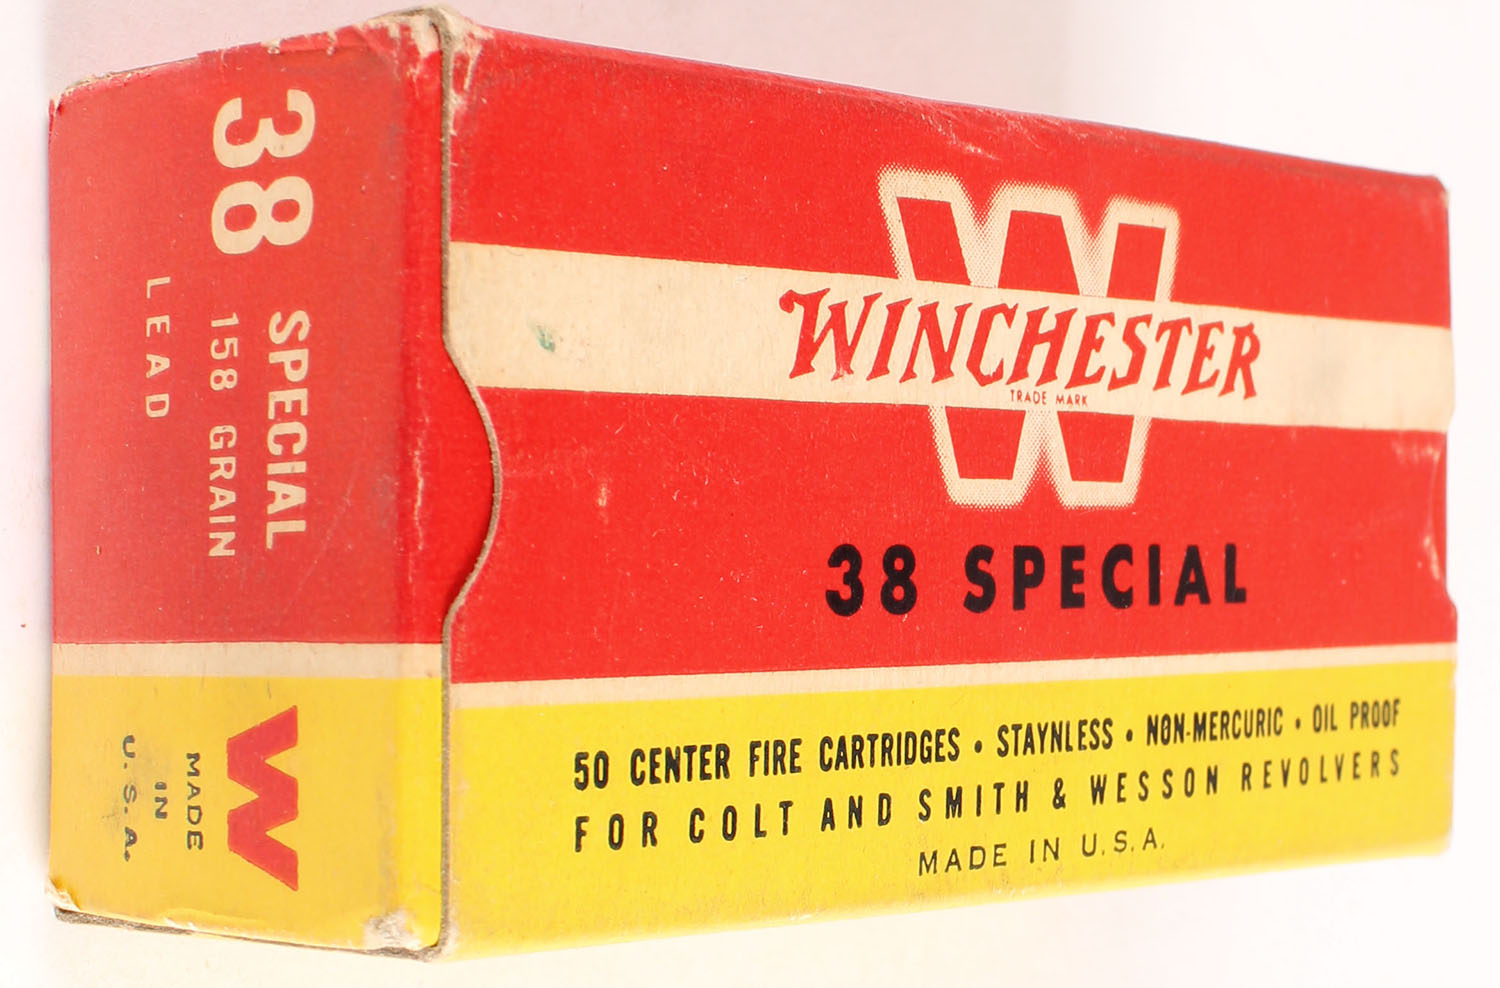 38 SPECIAL
158 GRAIN
LEAD
W
MADE
IN
U.S.A.
W
WINCHESTER
TRADE MARK
38 SPECIAL
50 CENTER FIRE CARTRIDGES • STAYNLESS • NON-MERCURIC • OIL PROOF
FOR COLT AND SMITH & WESSON REVOLVERS
MADE IN U.S.A.